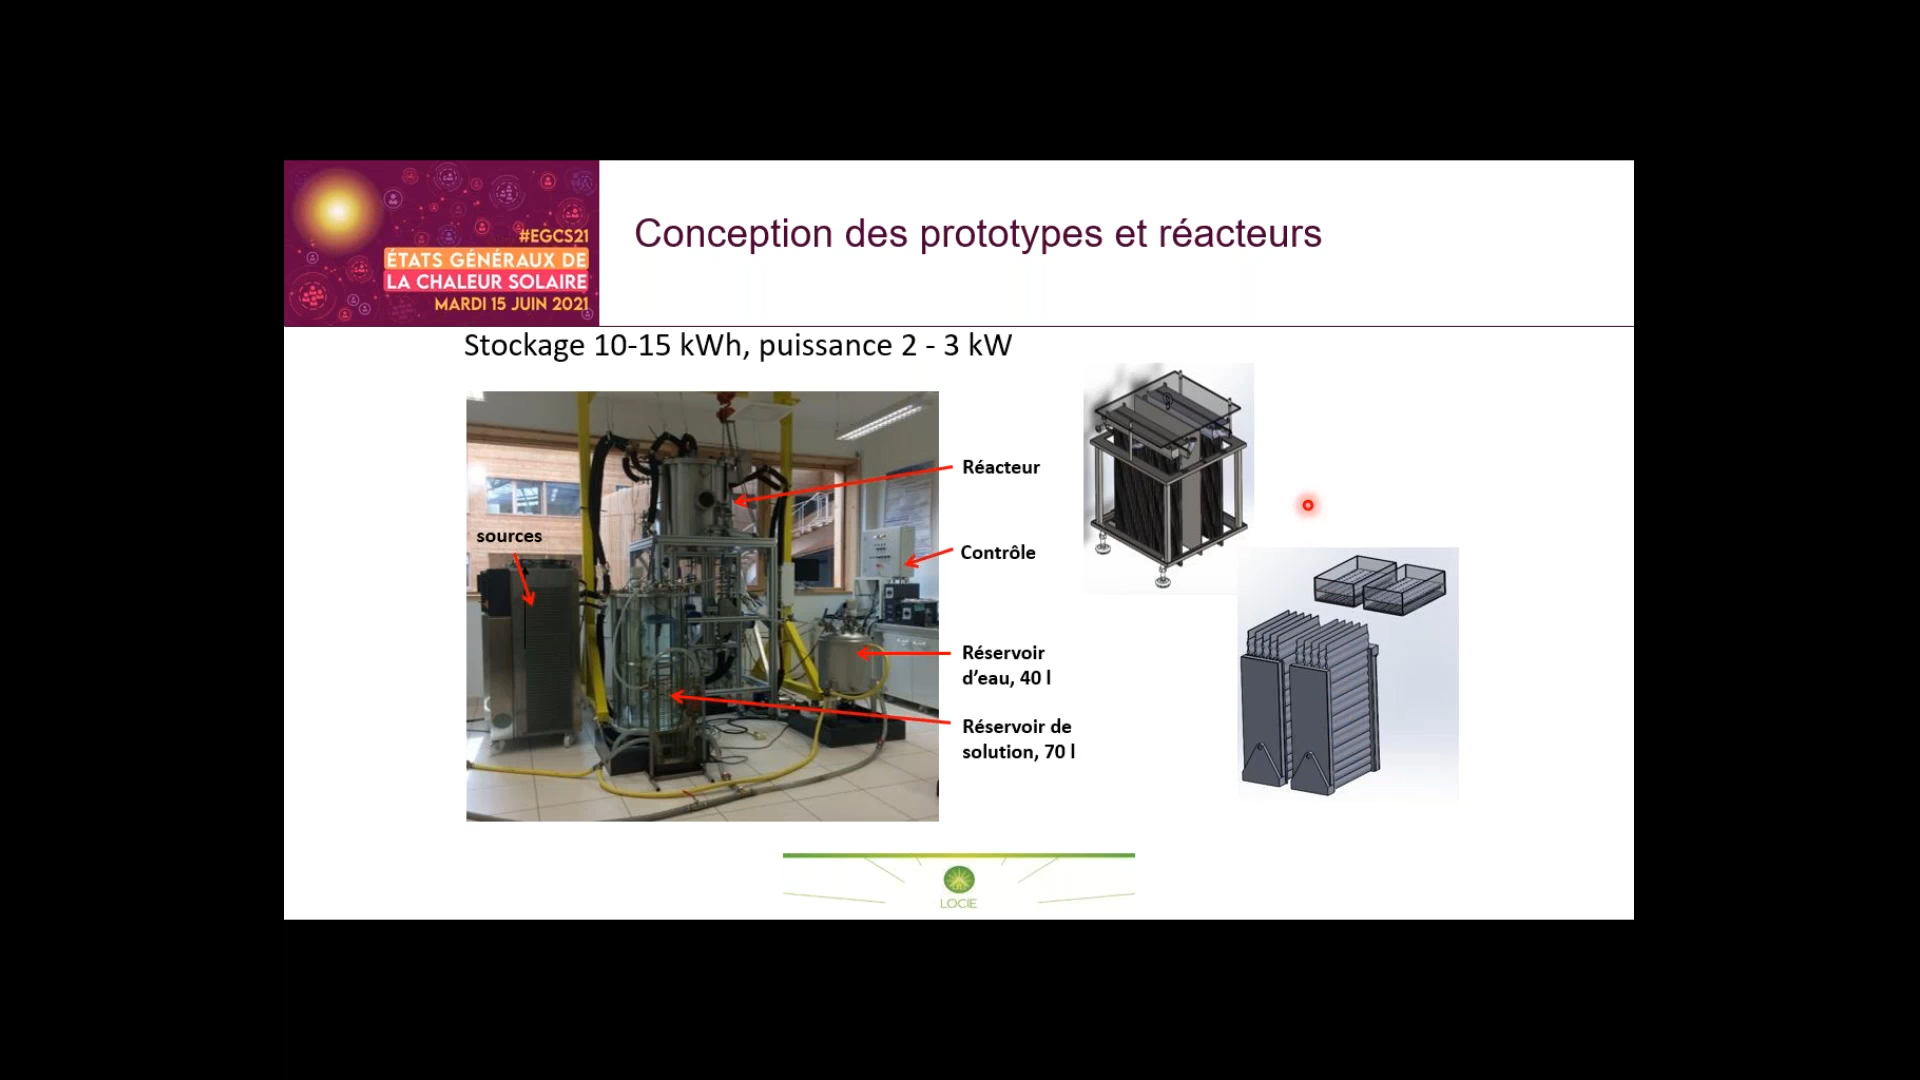 #EGCS21
ÉTATS GÉNÉRAUX DE
LA CHALEUR SOLAIRE
MARDI 15 JUIN 2021
Conception des prototypes et réacteurs
Stockage 10-15 kWh, puissance 2 - 3 kW
Réacteur
sources
Contrôle
Réservoir
d'eau, 40 l
Réservoir de
solution, 70 l
LOCIE